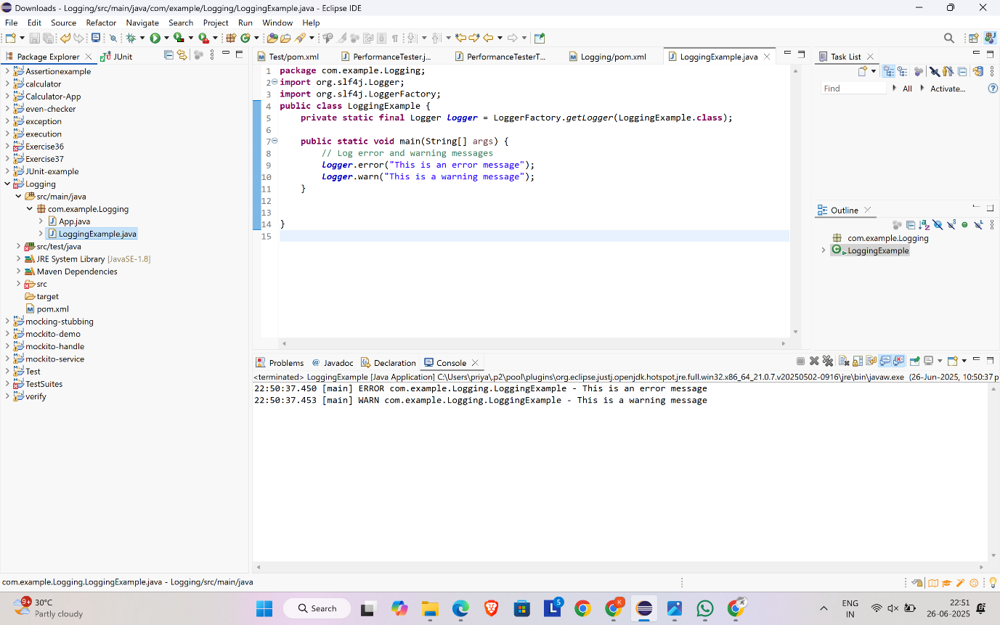 Downloads - Logging/src/main/java/com/example/Logging/LoggingExample.java - Eclipse IDE
File Edit Source Refactor Navigate Search Project Run Window Help
Package Explorer
JUnit
Assertionexample
calculator
Calculator-App
even-checker
exception
execution
Exercise36
Exercise37
JUnit-example
Logging
src/main/java
com.example.Logging
App.java
LoggingExample.java
src/test/java
JRE System Library [JavaSE-1.8]
Maven Dependencies
src
target
pom.xml
mocking-stubbing
mockito-demo
mockito-handle
mockito-service
Test
TestSuites
verify
Test/pom.xml PerformanceTester.j... PerformanceTesterT... Logging/pom.xml LoggingExample.java
1 package com.example.Logging;
2 import org.slf4j.Logger;
3 import org.slf4j.LoggerFactory;
4 public class LoggingExample {
5 private static final Logger logger = LoggerFactory.getLogger(LoggingExample.class);
6
7 public static void main(String[] args) {
8 // Log error and warning messages
9 logger.error("This is an error message");
10 logger.warn("This is a warning message");
11 }
12
13
14 }
15
Task List
Find All Activate...
Outline
com.example.Logging
LoggingExample
Problems @ Javadoc Declaration Console
<terminated> LoggingExample [Java Application] C:\Users\priya\.p2\pool\plugins\org.eclipse.justj.openjdk.hotspot.jre.full.win32.x86_64_21.0.7.v20250502-0916\jre\bin\javaw.exe (26-Jun-2025, 10:50:37 p
22:50:37.450 [main] ERROR com.example.Logging.LoggingExample - This is an error message
22:50:37.453 [main] WARN com.example.Logging.LoggingExample - This is a warning message
com.example.Logging.LoggingExample.java - Logging/src/main/java
9+
30°C
Partly cloudy
Search
L
5
K
ENG
IN
22:51
26-06-2025